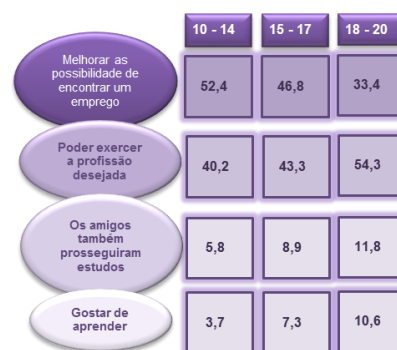 10 - 14 15 - 17 18 - 20
Melhorar as
possibilidade de
encontrar um
emprego
52,4 46,8 33,4
Poder exercer
a profissão
desejada
40,2 43,3 54,3
Os amigos
também
prosseguiram
estudos
5,8 8,9 11,8
Gostar de
aprender
3,7 7,3 10,6